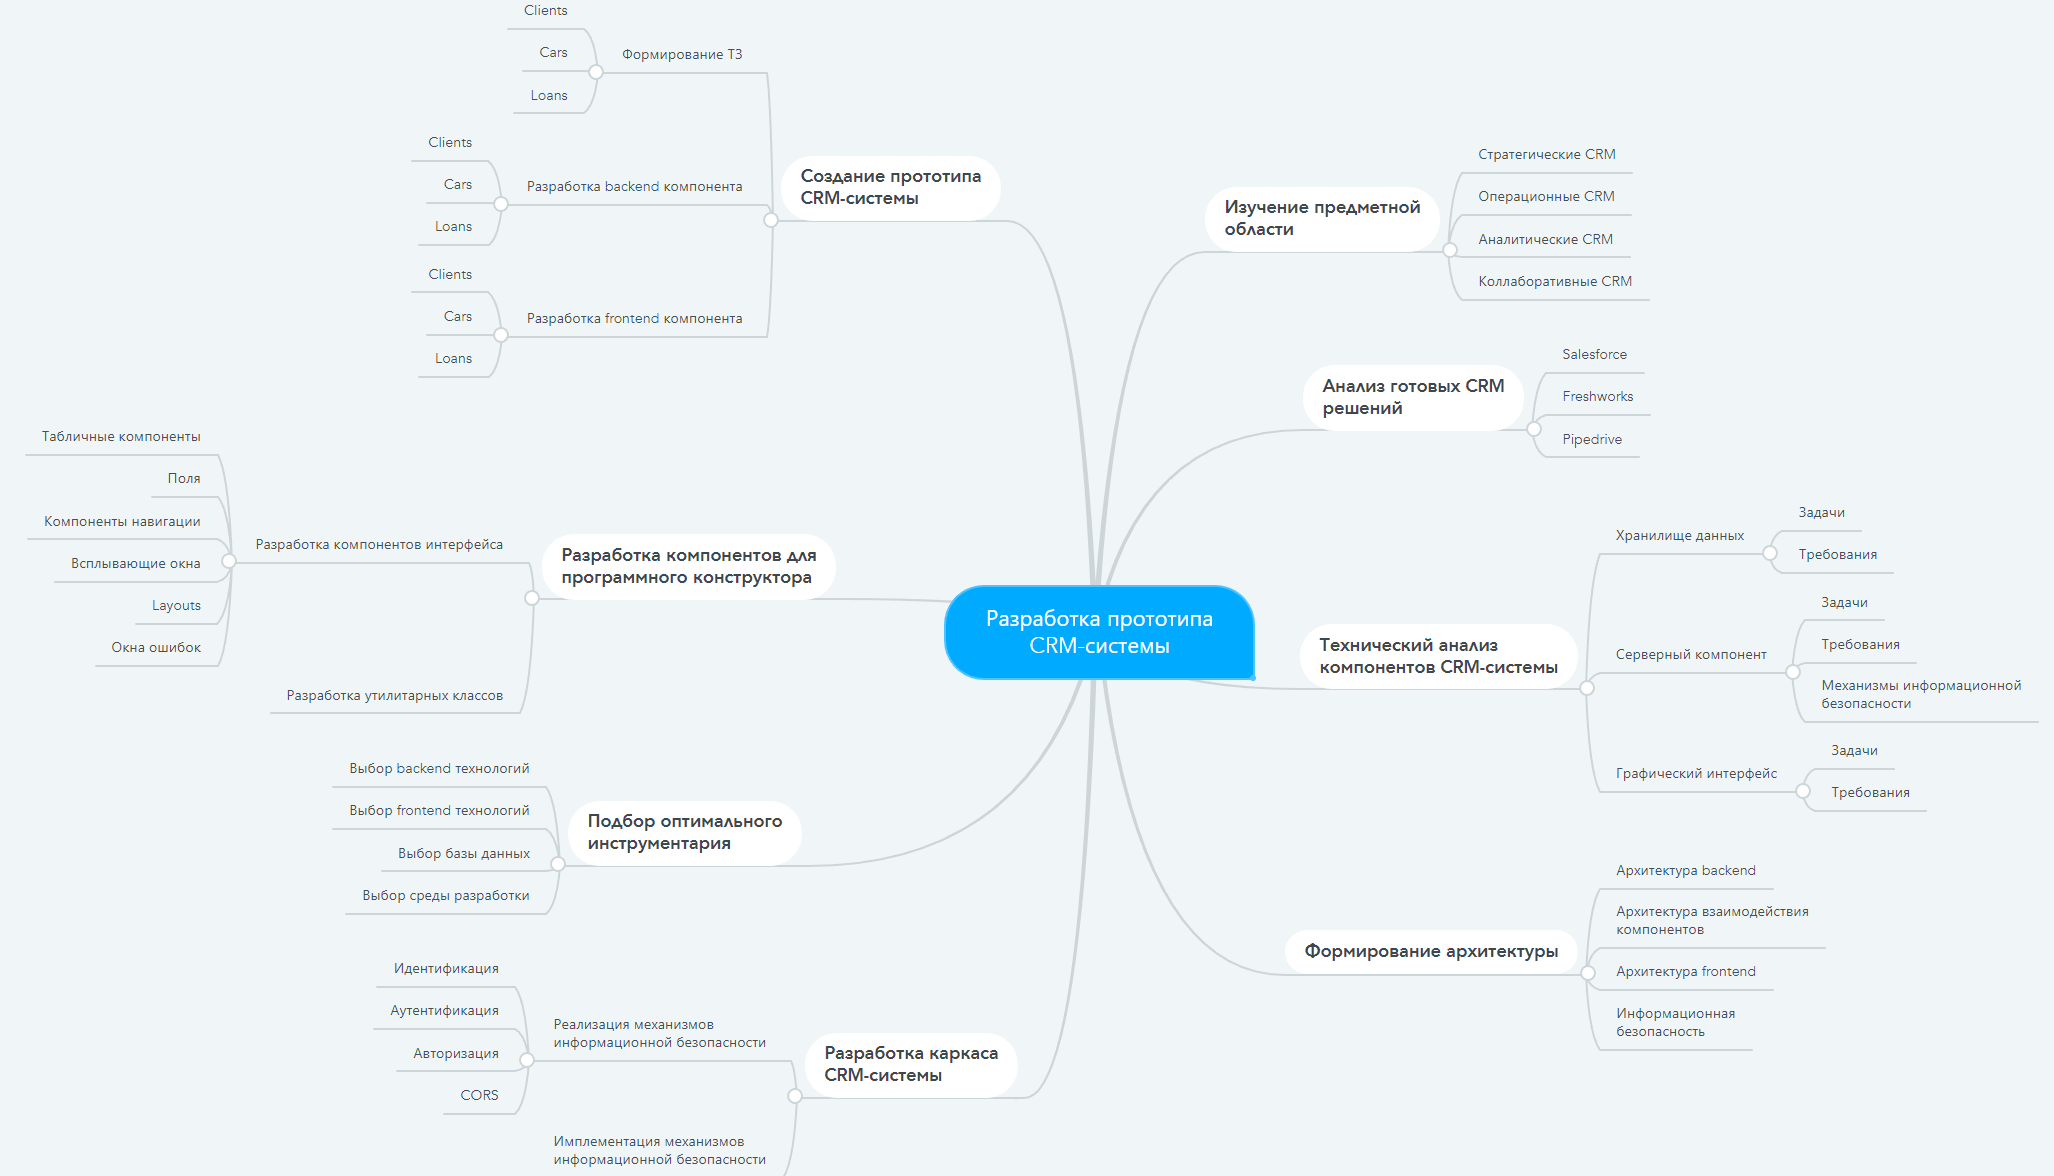 Разработка прототипа
CRM-системы
Изучение предметной
области
Стратегические CRM
Операционные CRM
Аналитические CRM
Коллаборативные CRM
Анализ готовых CRM
решений
Salesforce
Freshworks
Pipedrive
Технический анализ
компонентов CRM-системы
Хранилище данных
Задачи
Требования
Серверный компонент
Задачи
Требования
Механизмы информационной
безопасности
Графический интерфейс
Задачи
Требования
Формирование архитектуры
Архитектура backend
Архитектура взаимодействия
компонентов
Архитектура frontend
Информационная
безопасность
Создание прототипа
CRM-системы
Формирование ТЗ
Clients
Cars
Loans
Разработка backend компонента
Clients
Cars
Loans
Разработка frontend компонента
Clients
Cars
Loans
Разработка компонентов для
программного конструктора
Разработка компонентов интерфейса
Табличные компоненты
Поля
Компоненты навигации
Всплывающие окна
Layouts
Окна ошибок
Разработка утилитарных классов
Подбор оптимального
инструментария
Выбор backend технологий
Выбор frontend технологий
Выбор базы данных
Выбор среды разработки
Разработка каркаса
CRM-системы
Реализация механизмов
информационной безопасности
Идентификация
Аутентификация
Авторизация
CORS
Имплементация механизмов
информационной безопасности